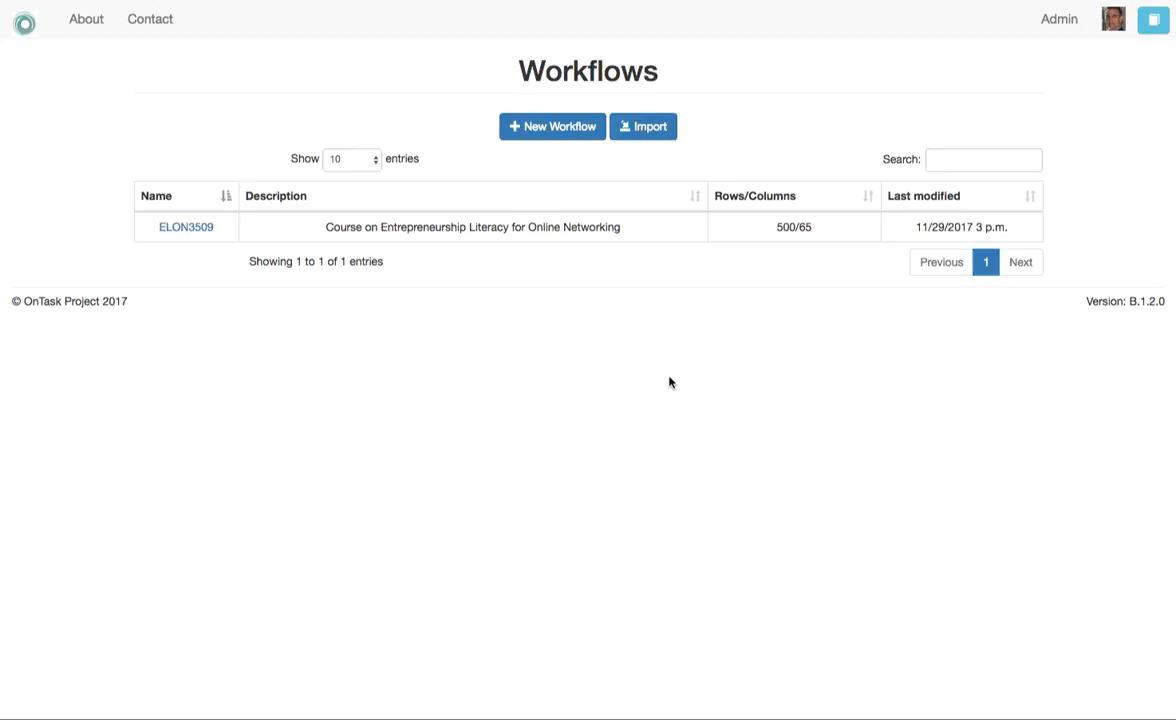 About Contact Admin
Workflows
New Workflow Import
Show 10 entries Search:
Name Description Rows/Columns Last modified
ELON3509 Course on Entrepreneurship Literacy for Online Networking 500/65 11/29/2017 3 p.m.
Showing 1 to 1 of 1 entries Previous 1 Next
© OnTask Project 2017 Version: B.1.2.0